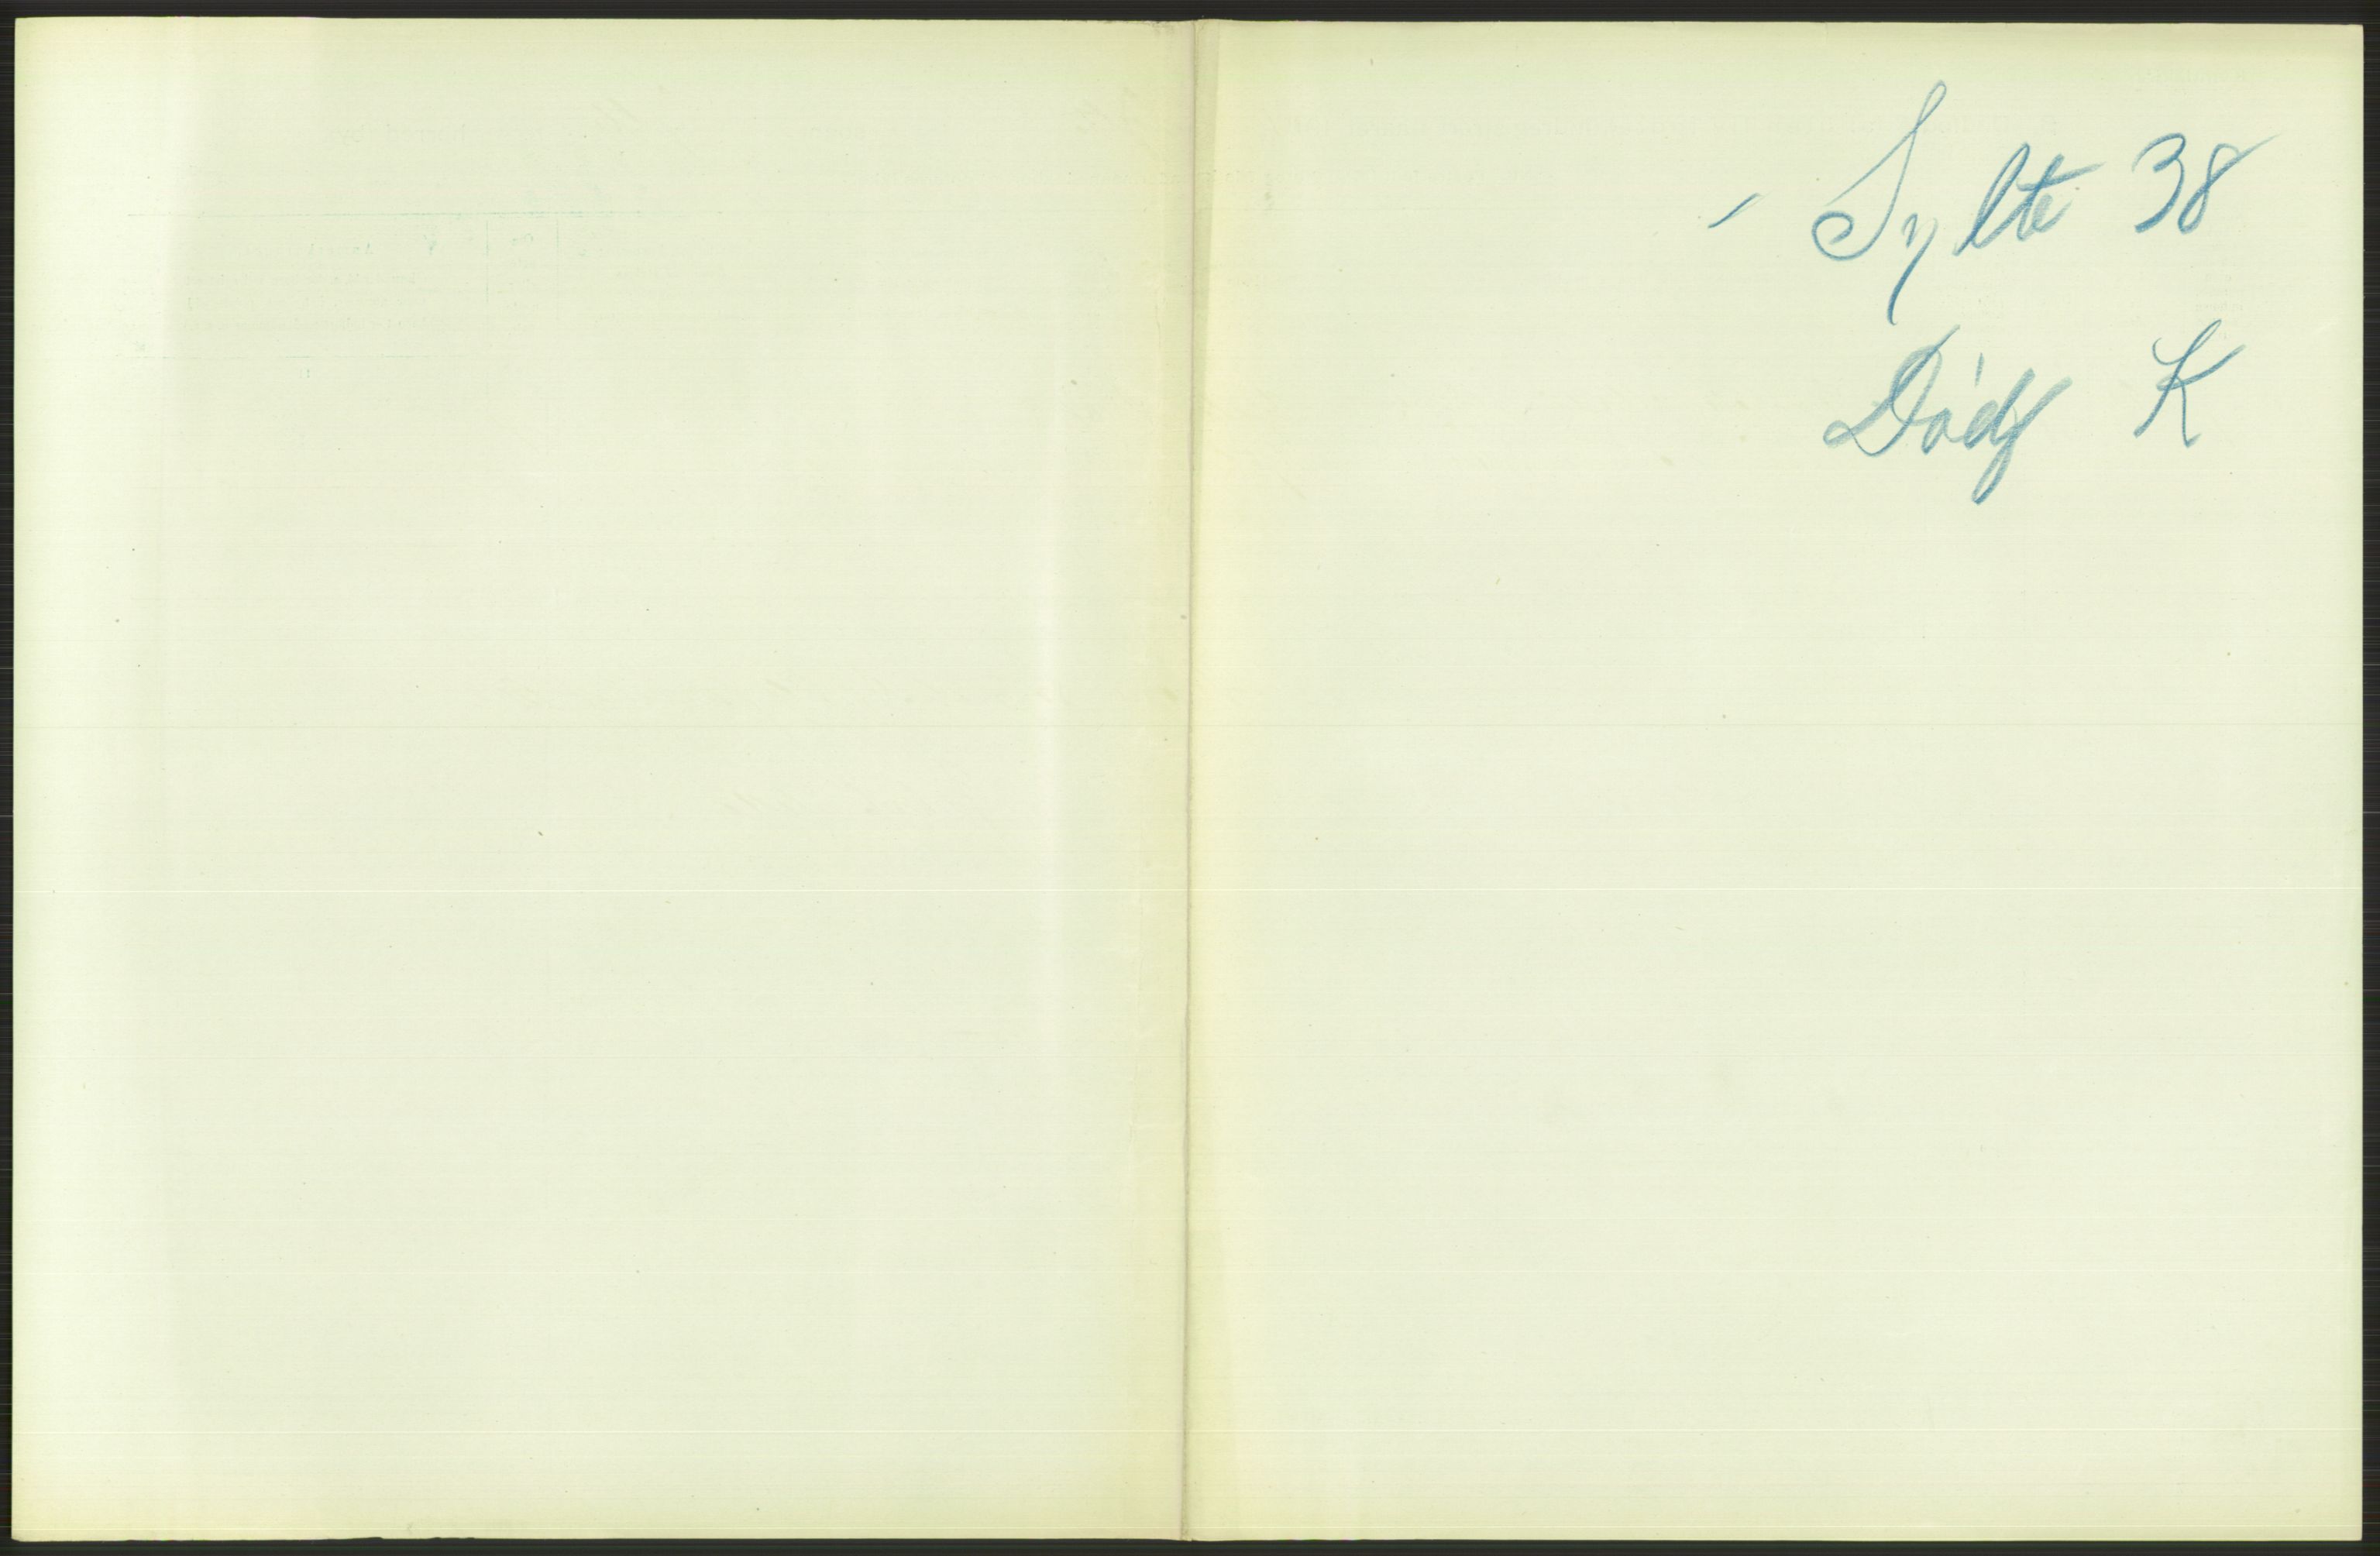 - Sylte 38
Dødf K